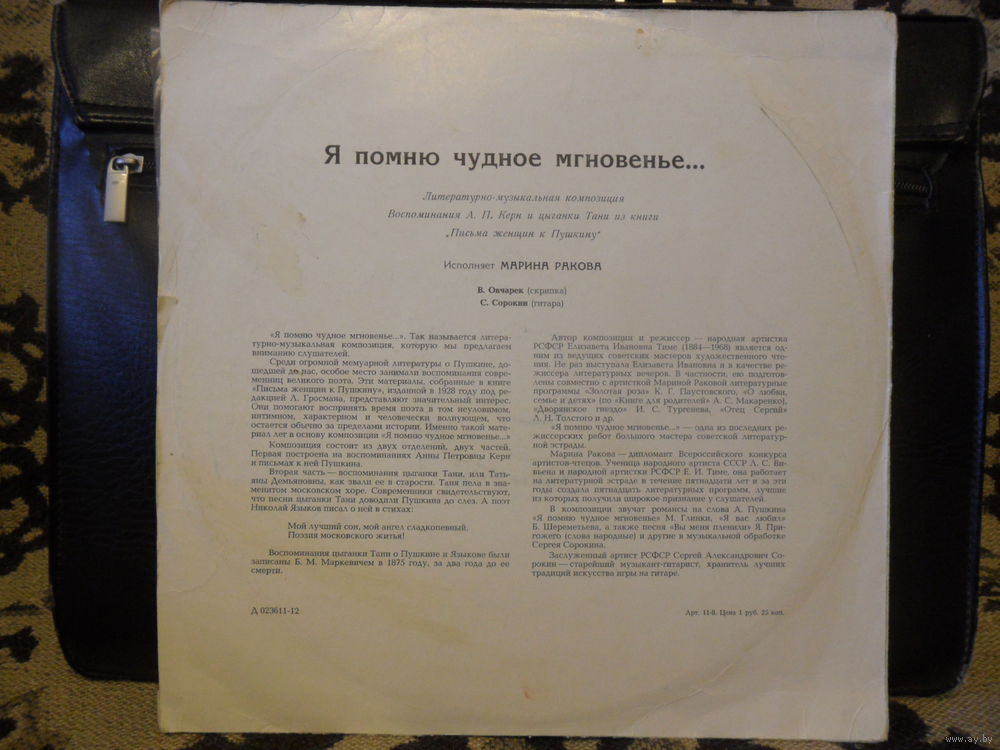 Я помню чудное мгновенье...
Литературно-музыкальная композиция
Воспоминания А. П. Керн и цыганки Тани из книги
„Письма женщин к Пушкину“
Исполняет МАРИНА РАКОВА
В. Овчарек (скрипка)
С. Сорокин (гитара)
«Я помню чудное мгновенье...». Так называется литера-
турно-музыкальная композиция, которую мы предлагаем
вниманию слушателей.
Среди огромной мемуарной литературы о Пушкине, до-
шедшей до нас, особое место занимали воспоминания совре-
менниц великого поэта. Эти материалы, собранные в книге
«Письма женщин к Пушкину», изданной в 1928 году под ре-
дакцией Л. Гросмана, представляют значительный интерес.
Они помогают воспринять время поэта в том неуловимом,
интимном, характерном и человечески волнующем, что
остается обычно за пределами истории. Именно такой мате-
риал лег в основу композиции «Я помню чудное мгновенье...»
Композиция состоит из двух отделений, двух частей.
Первая построена на воспоминаниях Анны Петровны Керн
и письмах к ней Пушкина.
Вторая часть — воспоминания цыганки Тани, или Тать-
яны Демьяновны, как звали ее в старости. Таня пела в зна-
менитом московском хоре. Современники свидетельствуют,
что песни цыганки Тани доводили Пушкина до слез. А поэт
Николай Языков писал о ней в стихах:
Мой лучший сон, мой ангел сладкопевный,
Поэзия московского житья!
Воспоминания цыганки Тани о Пушкине и Языкове были
записаны Б. М. Маркевичем в 1875 году, за два года до ее
смерти.
Д 023611-12
Автор композиции и режиссер — народная артистка
РСФСР Елизавета Ивановна Тиме (1884—1968) является од-
ним из ведущих советских мастеров художественного чте-
ния. Не раз выступала Елизавета Ивановна и в качестве ре-
жиссера литературных вечеров. В частности, ею подготовле-
ны совместно с артисткой Мариной Раковой литературные
программы «Золотая роза» К. Г. Паустовского, «О любви,
семье и детях» (по «Книге для родителей» А. С. Макаренко),
«Дворянское гнездо» И. С. Тургенева, «Отец Сергий»
Л. Н. Толстого и др.
«Я помню чудное мгновенье...» — одна из последних ре-
жиссерских работ большого мастера советской литератур-
ной эстрады.
Марина Ракова — дипломант Всероссийского конкурса
артистов-чтецов. Ученица народного артиста СССР Л. С. Ви-
вьена и народной артистки РСФСР Е. И. Тиме, она работает
на литературной эстраде в течение пятнадцати лет и за эти
годы создала пятнадцать литературных программ, лучшие
из которых получили широкое признание у слушателей.
В композиции звучат романсы на слова А. Пушкина
«Я помню чудное мгновенье» М. Глинки, «Я вас любил»
Б. Шереметьева, а также песня «Вы меня пленили» Я. При-
гожего (слова народные) и другие в музыкальной обработке
Сергея Сорокина.
Заслуженный артист РСФСР Сергей Александрович Со-
рокин — старейший музыкант-гитарист, хранитель лучших
традиций искусства игры на гитаре.
Арт. 11-8. Цена 1 руб. 25 коп.
www.ay.by